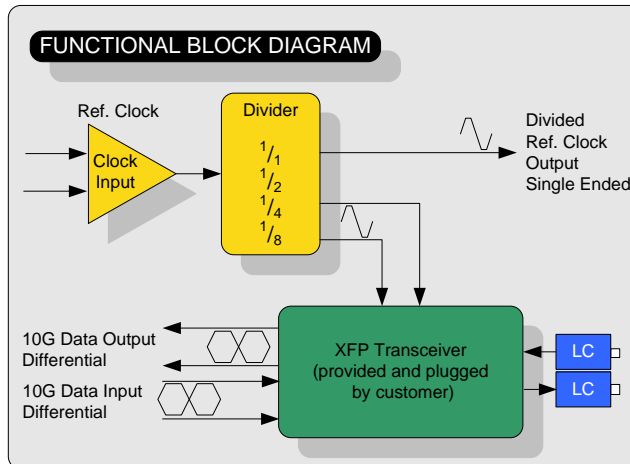 FUNCTIONAL BLOCK DIAGRAM
Ref. Clock
Clock
Input
Divider
1/1
1/2
1/4
1/8
Divided
Ref. Clock
Output
Single Ended
10G Data Output
Differential
10G Data Input
Differential
XFP Transceiver
(provided and plugged
by customer)
LC
LC